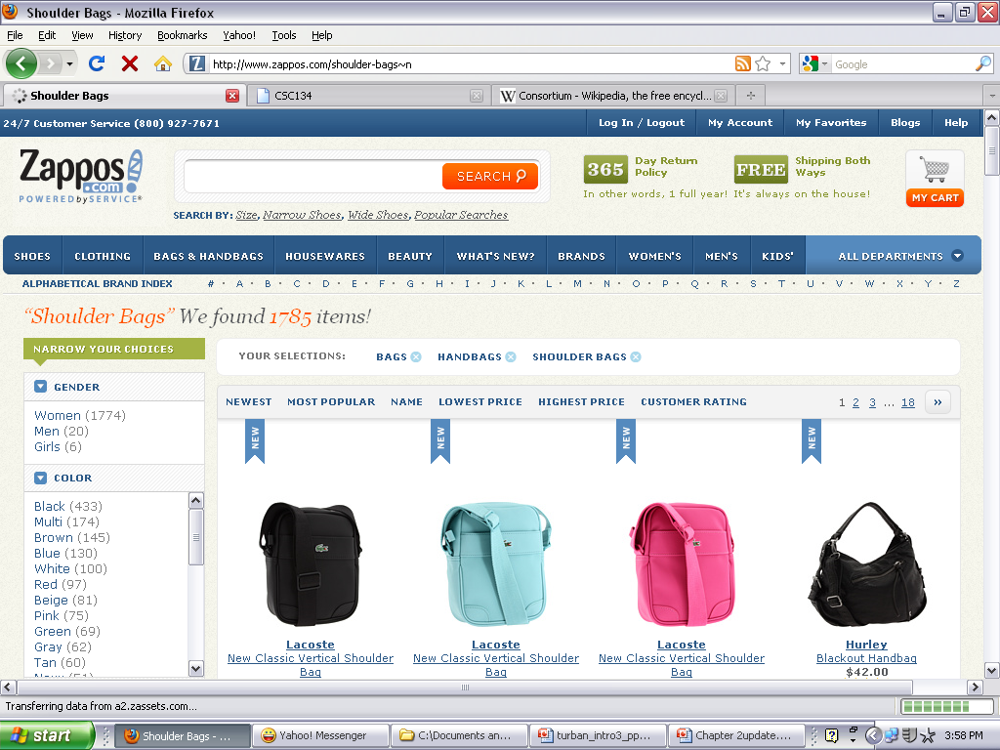 Shoulder Bags - Mozilla Firefox
File Edit View History Bookmarks Yahoo! Tools Help
http://www.zappos.com/shoulder-bags~n
Google
Shoulder Bags
CSC134
Consortium - Wikipedia, the free encycl...
24/7 Customer Service (800) 927-7671
Log In / Logout My Account My Favorites Blogs Help
Zappos .com
POWERED by SERVICE®
SEARCH
SEARCH BY: Size, Narrow Shoes, Wide Shoes, Popular Searches
365 Day Return Policy
In other words, 1 full year!
FREE Shipping Both Ways
It's always on the house!
MY CART
SHOES CLOTHING BAGS & HANDBAGS HOUSEWARES BEAUTY WHAT'S NEW? BRANDS WOMEN'S MEN'S KIDS' ALL DEPARTMENTS
ALPHABETICAL BRAND INDEX # · A · B · C · D · E · F · G · H · I · J · K · L · M · N · O · P · Q · R · S · T · U · V · W · X · Y · Z
“Shoulder Bags” We found 1785 items!
NARROW YOUR CHOICES
YOUR SELECTIONS: BAGS HANDBAGS SHOULDER BAGS
GENDER
Women (1774)
Men (20)
Girls (6)
COLOR
Black (433)
Multi (174)
Brown (145)
Blue (130)
White (100)
Red (97)
Beige (81)
Pink (75)
Green (69)
Gray (62)
Tan (60)
Navy (51)
NEWEST MOST POPULAR NAME LOWEST PRICE HIGHEST PRICE CUSTOMER RATING
1 2 3 ... 18 »
NEW
NEW
NEW
NEW
Lacoste
New Classic Vertical Shoulder
Bag
Lacoste
New Classic Vertical Shoulder
Bag
Lacoste
New Classic Vertical Shoulder
Bag
Hurley
Blackout Handbag
$42.00
Transferring data from a2.zassets.com...
start
Shoulder Bags - ...
Yahoo! Messenger
C:\Documents an...
turban_intro3_pp...
Chapter 2update....
3:58 PM